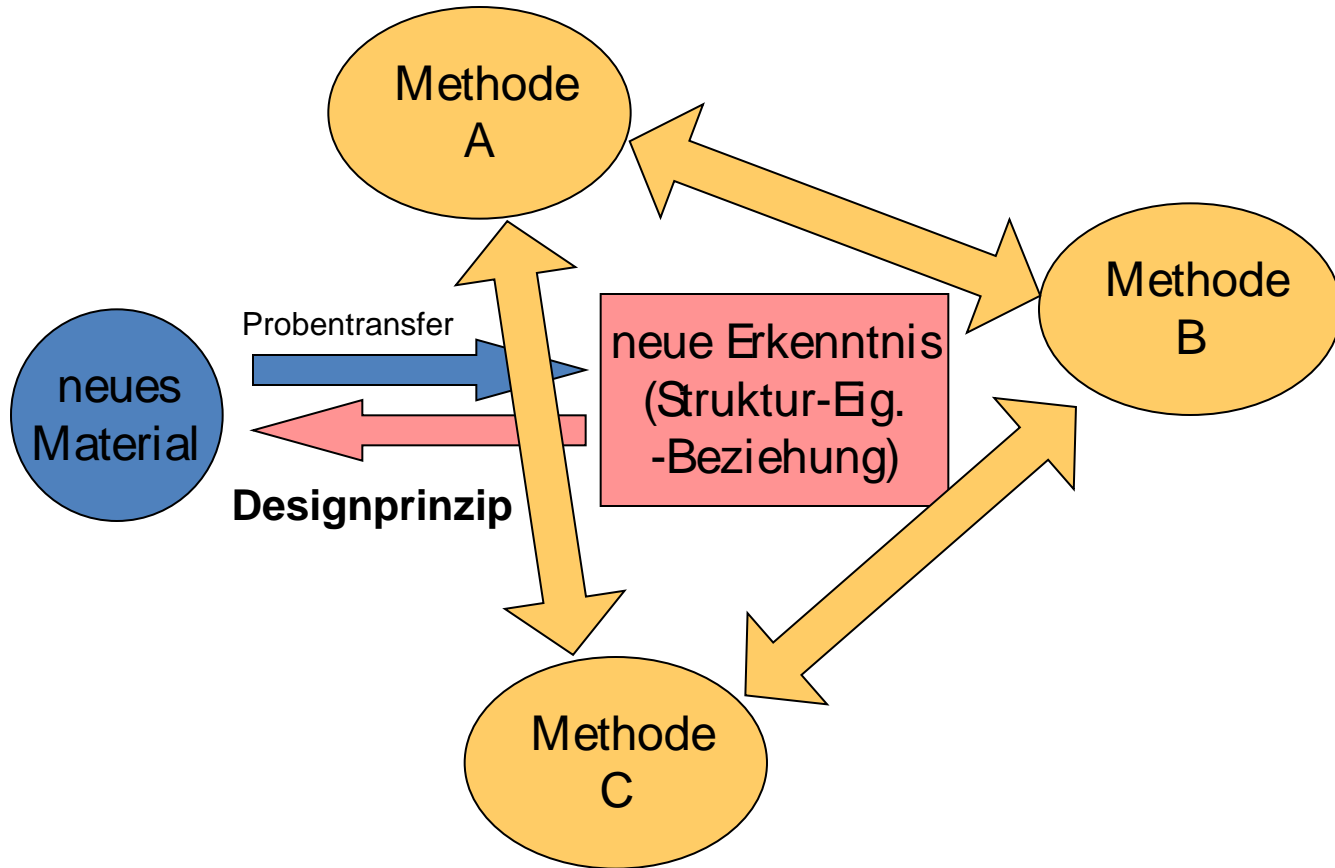 Methode
A
Methode
B
Probentransfer
neues
Material
neue Erkenntnis
(Struktur-Eig.
-Beziehung)
Designprinzip
Methode
C